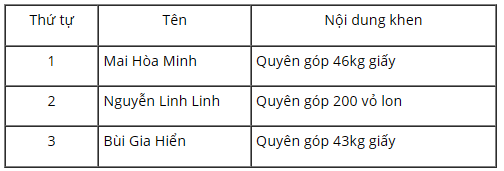 Thứ tự Tên Nội dung khen
1 Mai Hòa Minh Quyên góp 46kg giấy
2 Nguyễn Linh Linh Quyên góp 200 vỏ lon
3 Bùi Gia Hiển Quyên góp 43kg giấy